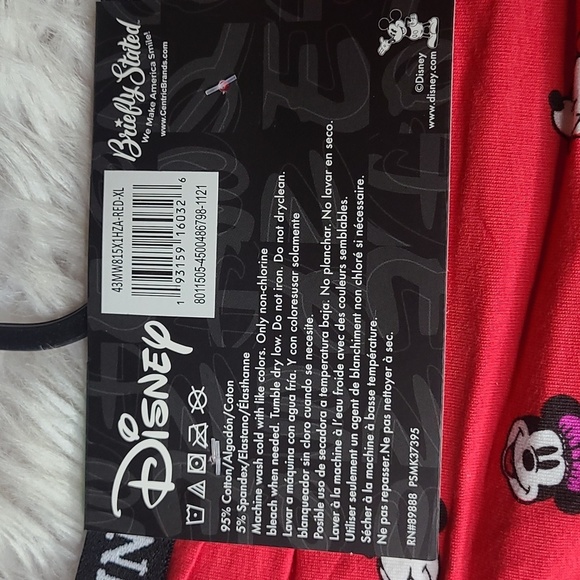 Briefly Stated
We Make America Smile!
www.CentricBrands.com
©Disney
www.disney.com
43MW815X1HZA-RED-XL
1 93159 16032 6
8011505-4500486798-1121
Disney
95% Cotton/Algodón/Coton
5% Spandex/Elastano/Élasthanne
Machine wash cold with like colors. Only non-chlorine
bleach when needed. Tumble dry low. Do not iron. Do not dryclean.
Lavar a máquina con agua fría. Y con coloresusar solamente
blanqueador sin cloro cuando se necesite.
Posible uso de secadora a temperatura baja. No planchar. No lavar en seco.
Laver à la machine à l'eau froide avec des couleurs semblables.
Utiliser seulement un agent de blanchiment non chloré si nécessaire.
Sécher à la machine à basse température.
Ne pas repasser. Ne pas nettoyer à sec.
RN#89888 PSMK37395